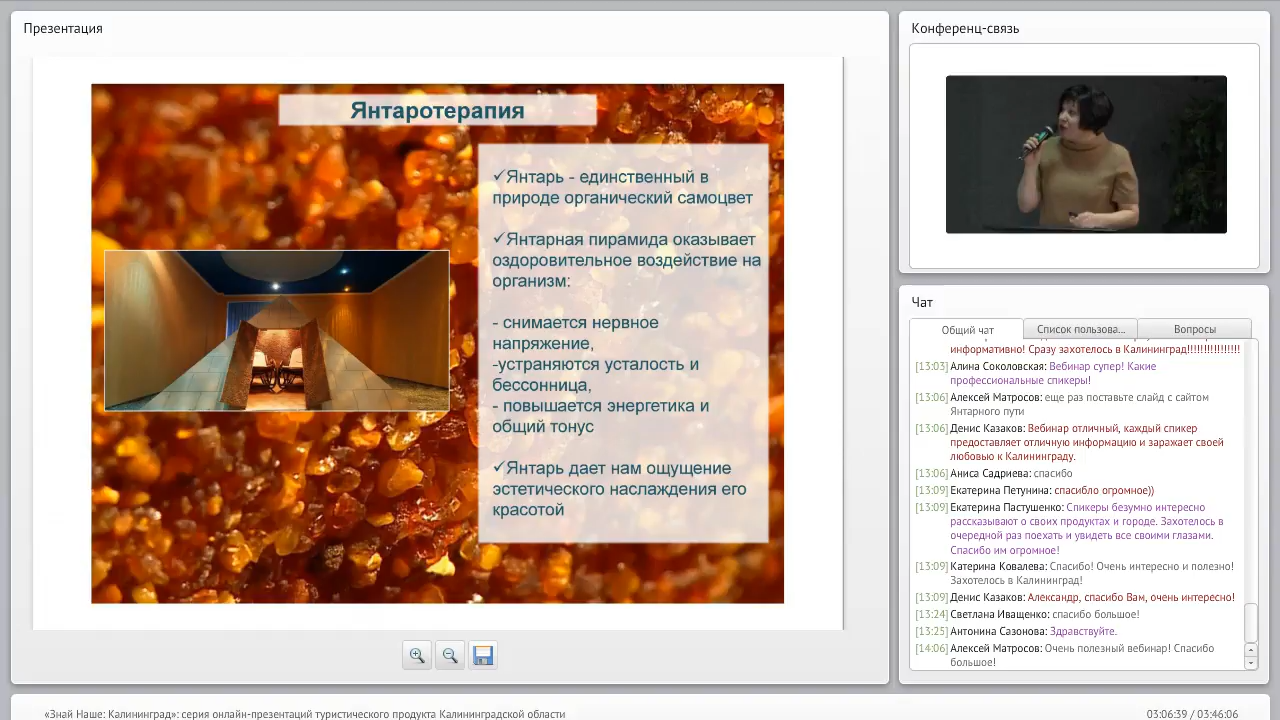 Презентация
Янтаротерапия
✓Янтарь - единственный в
природе органический самоцвет
✓Янтарная пирамида оказывает
оздоровительное воздействие на
организм:
- снимается нервное
напряжение,
-устраняются усталость и
бессонница,
- повышается энергетика и
общий тонус
✓Янтарь дает нам ощущение
эстетического наслаждения его
красотой
Конференц-связь
Чат
Общий чат
Список пользова...
Вопросы
информативно! Сразу захотелось в Калининград!!!!!!!!!!!!!!!!
[13:03] Алина Соколовская: Вебинар супер! Какие
профессиональные спикеры!
[13:06] Алексей Матросов: еще раз поставьте слайд с сайтом
Янтарного пути
[13:06] Денис Казаков: Вебинар отличный, каждый спикер
предоставляет отличную информацию и заражает своей
любовью к Калининграду.
[13:06] Аниса Садриева: спасибо
[13:09] Екатерина Петунина: спасибло огромное))
[13:09] Екатерина Пастушенко: Спикеры безумно интересно
рассказывают о своих продуктах и городе. Захотелось в
очередной раз поехать и увидеть все своими глазами.
Спасибо им огромное!
[13:09] Катерина Ковалева: Спасибо! Очень интересно и полезно!
Захотелось в Калининград!
[13:09] Денис Казаков: Александр, спасибо Вам, очень интересно!
[13:24] Светлана Иващенко: спасибо большое!
[13:25] Антонина Сазонова: Здравствуйте.
[14:06] Алексей Матросов: Очень полезный вебинар! Спасибо
большое!
«Знай Наше: Калининград»: серия онлайн-презентаций туристического продукта Калининградской области
03:06:39 / 03:46:06